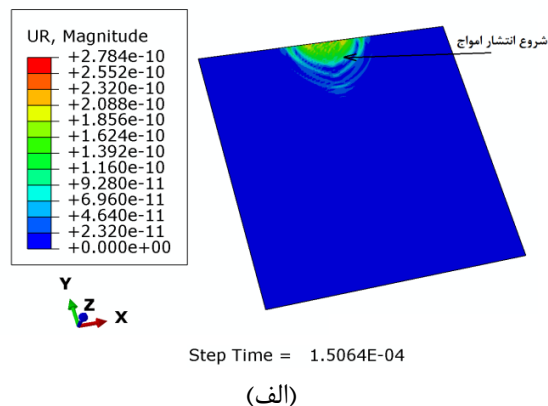 UR, Magnitude
+2.784e-10
+2.552e-10
+2.320e-10
+2.088e-10
+1.856e-10
+1.624e-10
+1.392e-10
+1.160e-10
+9.280e-11
+6.960e-11
+4.640e-11
+2.320e-11
+0.000e+00
شروع انتشار امواج
Y
Z
X
Step Time = 1.5064E-04
(الف)